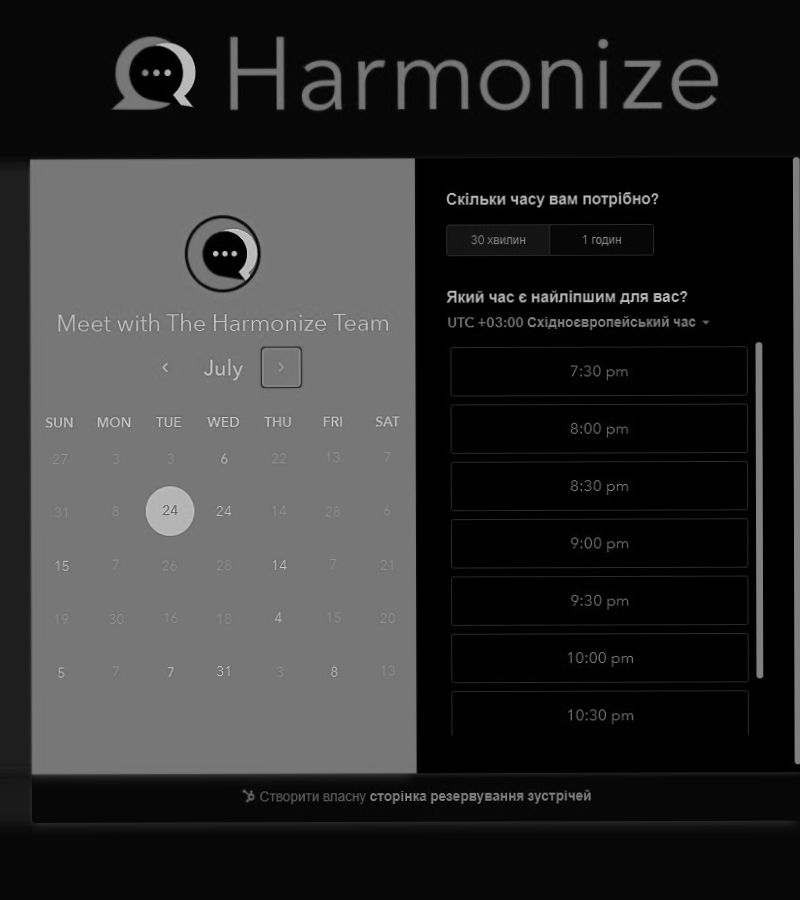 Harmonize
Meet with The Harmonize Team
July
SUN MON TUE WED THU FRI SAT
27 3 3 6 22 13 7
31 8 24 24 14 28 6
15 7 26 28 14 7 21
19 30 16 18 4 15 20
5 7 7 31 3 8 13
Скільки часу вам потрібно?
30 хвилин 1 годин
Який час є найліпшим для вас?
UTC +03:00 Східноєвропейський час
7:30 pm
8:00 pm
8:30 pm
9:00 pm
9:30 pm
10:00 pm
10:30 pm
Створити власну сторінка резервування зустрічей